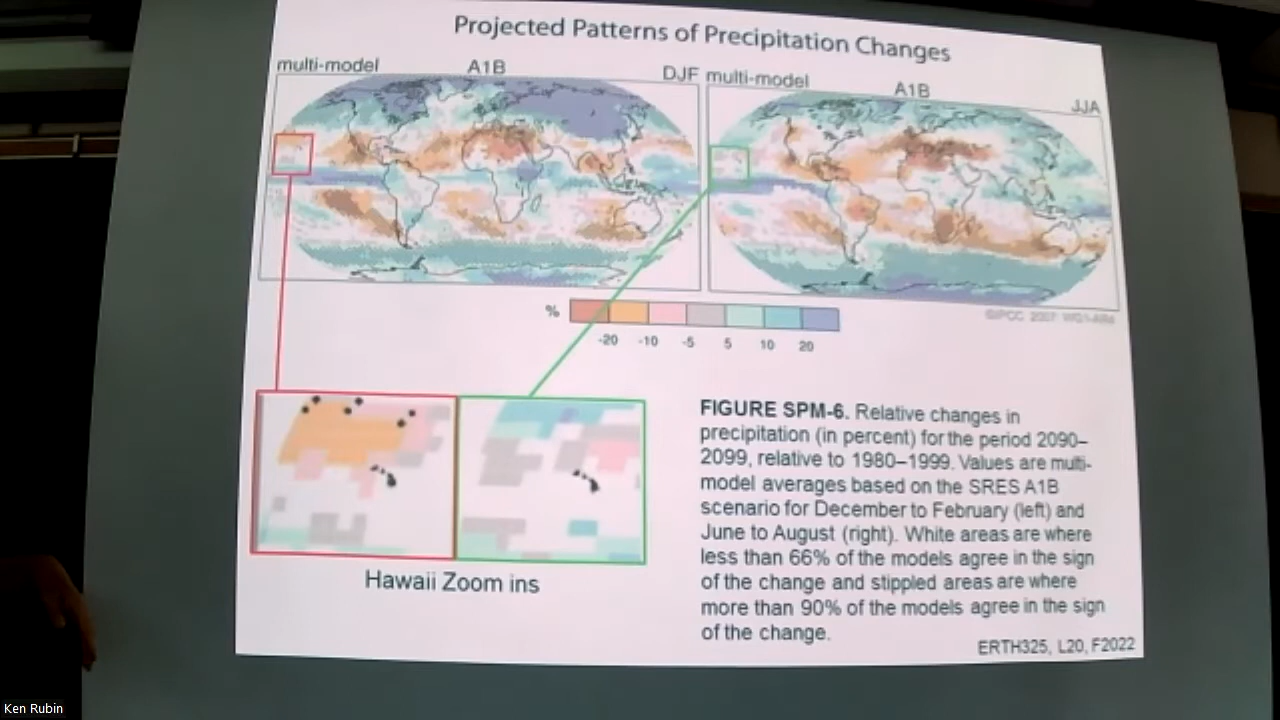 Projected Patterns of Precipitation Changes
multi-model A1B DJF
multi-model A1B JJA
©IPCC 2007: WG1-AR4
%
-20 -10 -5 5 10 20
Hawaii Zoom ins
FIGURE SPM-6. Relative changes in
precipitation (in percent) for the period 2090–
2099, relative to 1980–1999. Values are multi-
model averages based on the SRES A1B
scenario for December to February (left) and
June to August (right). White areas are where
less than 66% of the models agree in the sign
of the change and stippled areas are where
more than 90% of the models agree in the sign
of the change.
ERTH325, L20, F2022
Ken Rubin